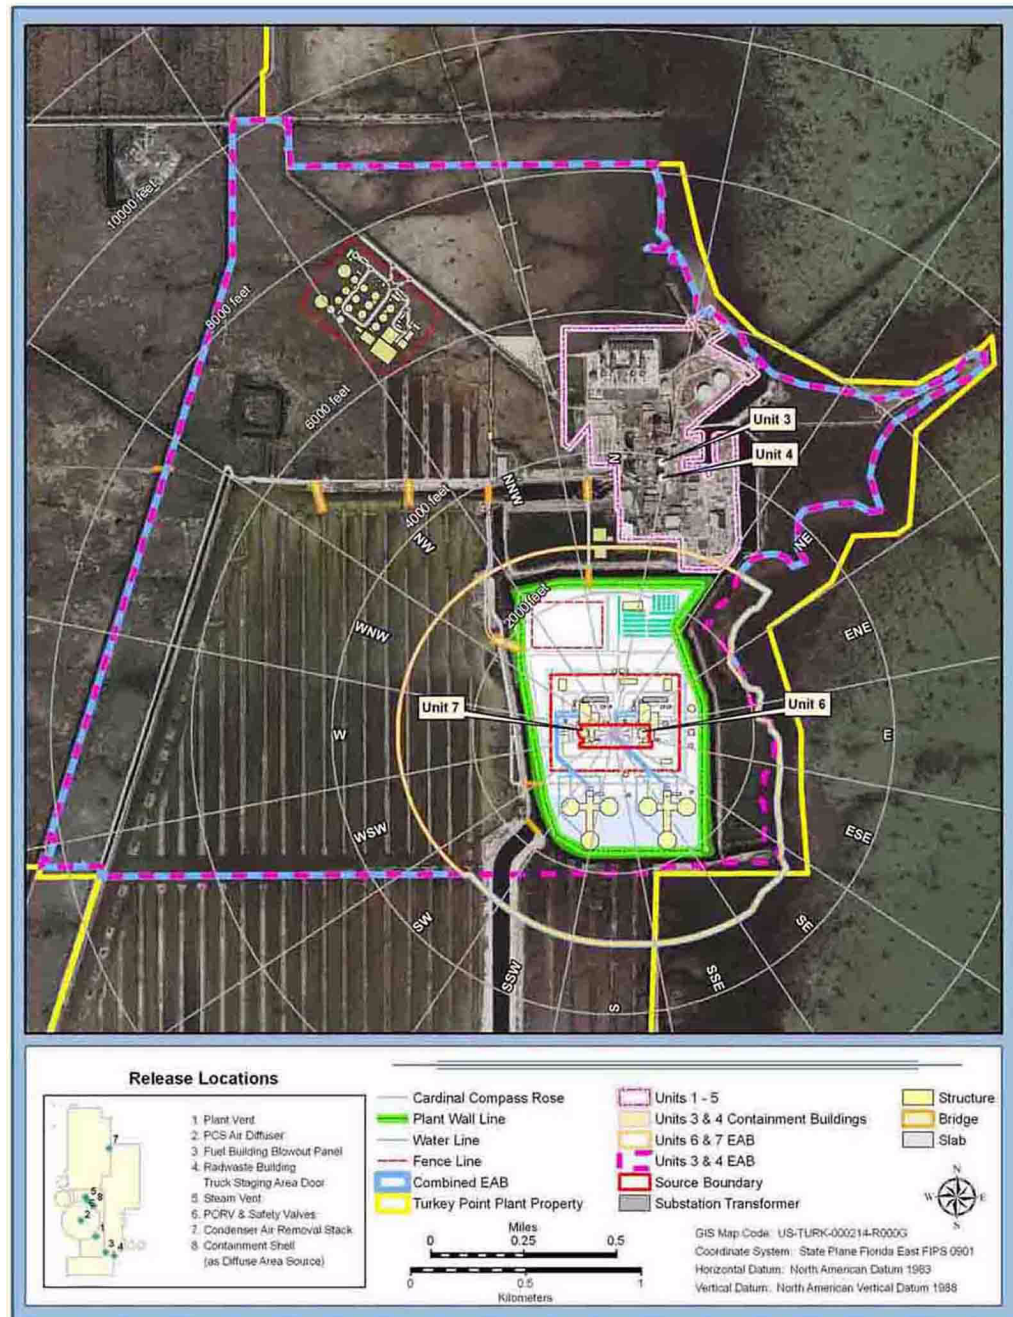 10000 feet
8000 feet
6000 feet
4000 feet
2000 feet
Unit 3
Unit 4
N
NNW
NW
NE
WNW
ENE
Unit 7
Unit 6
W
E
WSW
ESE
SW
SE
SSW
SSE
S
Release Locations
1 Plant Vent
2 PCS Air Diffuser
3 Fuel Building Blowout Panel
4 Radwaste Building
Truck Staging Area Door
5 Steam Vent
6 PORV & Safety Valves
7 Condenser Air Removal Stack
8 Containment Shell
(as Diffuse Area Source)
7
5
8
2
1
3
4
Cardinal Compass Rose
Plant Wall Line
Water Line
Fence Line
Combined EAB
Turkey Point Plant Property
Units 1 - 5
Units 3 & 4 Containment Buildings
Units 6 & 7 EAB
Units 3 & 4 EAB
Source Boundary
Substation Transformer
Structure
Bridge
Slab
Miles
0 0.25 0.5
0 0.5 1
Kilometers
N
W E
S
GIS Map Code: US-TURK-000214-R000G
Coordinate System: State Plane Florida East FIPS 0901
Horizontal Datum: North American Datum 1983
Vertical Datum: North American Vertical Datum 1988